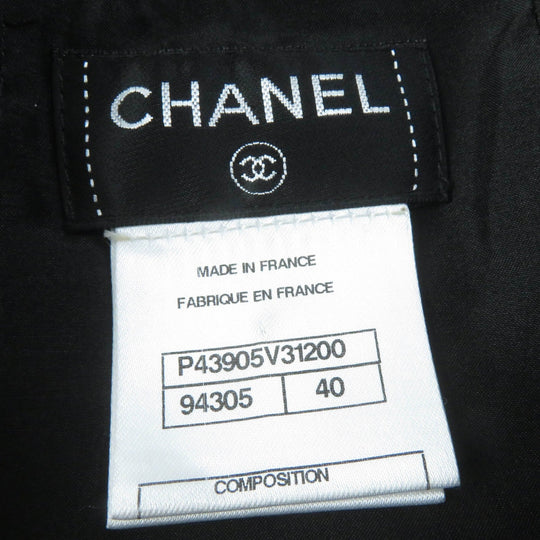 CHANEL
MADE IN FRANCE
FABRIQUE EN FRANCE
P43905V31200
94305 40
COMPOSITION